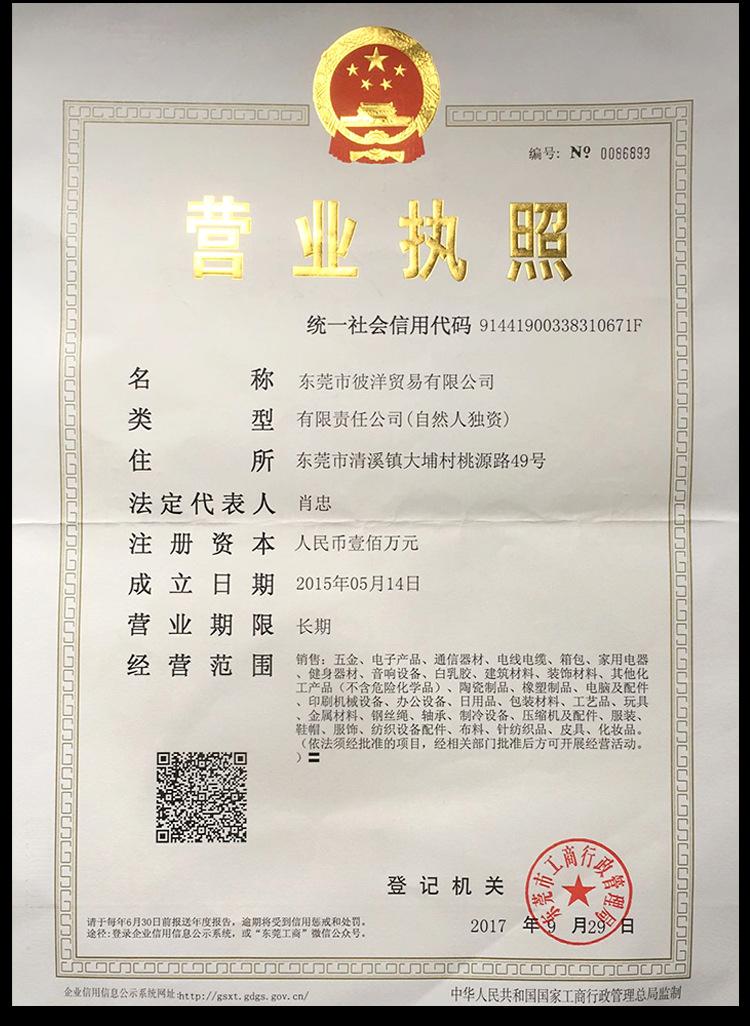 编号: Nº 0086893
营业执照
统一社会信用代码 91441900338310671F
名称 东莞市彼洋贸易有限公司
类型 有限责任公司(自然人独资)
住所 东莞市清溪镇大埔村桃源路49号
法定代表人 肖忠
注册资本 人民币壹佰万元
成立日期 2015年05月14日
营业期限 长期
经营范围 销售：五金、电子产品、通信器材、电线电缆、箱包、家用电器
、健身器材、音响设备、白乳胶、建筑材料、装饰材料、其他化
工产品（不含危险化学品）、陶瓷制品、橡塑制品、电脑及配件
、印刷机械设备、办公设备、日用品、包装材料、工艺品、玩具
、金属材料、钢丝绳、轴承、制冷设备、压缩机及配件、服装、
鞋帽、服饰、纺织设备配件、布料、针纺织品、皮具、化妆品。
（依法须经批准的项目，经相关部门批准后方可开展经营活动。
）〓
登记机关
东莞市工商行政管理局
2017 年 9 月 29 日
请于每年6月30日前报送年度报告，逾期将受到信用惩戒和处罚。
途径:登录企业信用信息公示系统，或“东莞工商”微信公众号。
企业信用信息公示系统网址:http://gsxt.gdgs.gov.cn/
中华人民共和国国家工商行政管理总局监制